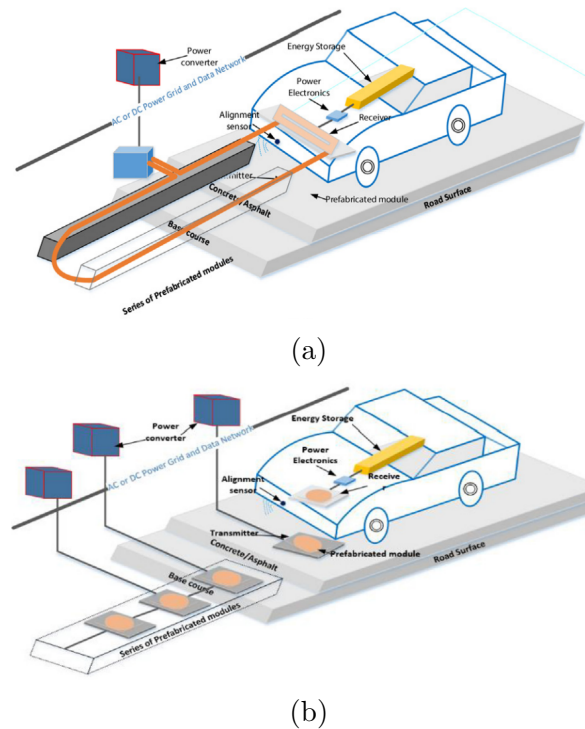 Power
converter
AC or DC Power Grid and Data Network
Energy Storage
Power
Electronics
Alignment
sensor
Receiver
Concrete/Asphalt
Prefabricated module
Road Surface
Base course
Series of Prefabricated modules
(a)
Power
converter
AC or DC Power Grid and Data Network
Energy Storage
Power
Electronics
Alignment
sensor
Receive
Transmitter
Concrete/Asphalt
Prefabricated module
Road Surface
Base course
Series of Prefabricated modules
(b)